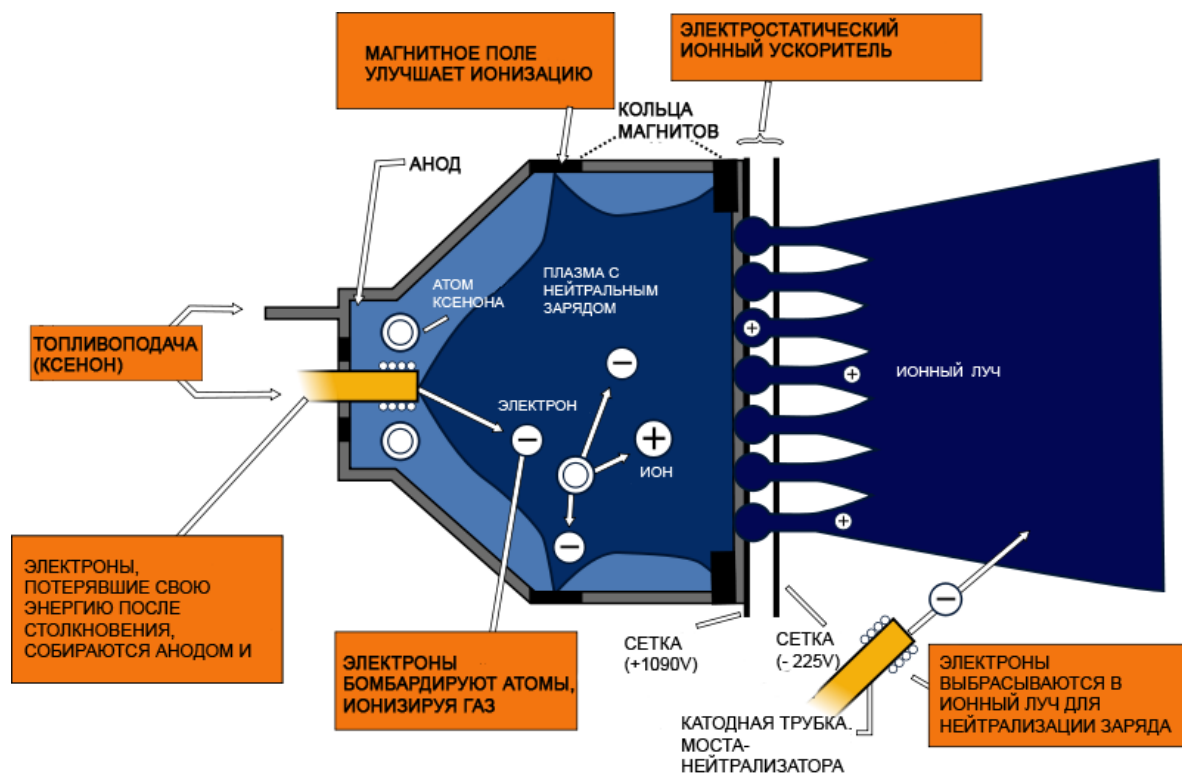 МАГНИТНОЕ ПОЛЕ
УЛУЧШАЕТ ИОНИЗАЦИЮ
ЭЛЕКТРОСТАТИЧЕСКИЙ
ИОННЫЙ УСКОРИТЕЛЬ
КОЛЬЦА
МАГНИТОВ
АНОД
АТОМ
КСЕНОНА
ПЛАЗМА С
НЕЙТРАЛЬНЫМ
ЗАРЯДОМ
ТОПЛИВОПОДАЧА
(КСЕНОН)
ЭЛЕКТРОН
ИОН
ИОННЫЙ ЛУЧ
ЭЛЕКТРОНЫ,
ПОТЕРЯВШИЕ СВОЮ
ЭНЕРГИЮ ПОСЛЕ
СТОЛКНОВЕНИЯ,
СОБИРАЮТСЯ АНОДОМ И
ЭЛЕКТРОНЫ
БОМБАРДИРУЮТ АТОМЫ,
ИОНИЗИРУЯ ГАЗ
СЕТКА
(+1090V)
СЕТКА
(- 225V)
КАТОДНАЯ ТРУБКА.
МОСТА-
НЕЙТРАЛИЗАТОРА
ЭЛЕКТРОНЫ
ВЫБРАСЫВАЮТСЯ В
ИОННЫЙ ЛУЧ ДЛЯ
НЕЙТРАЛИЗАЦИИ ЗАРЯДА